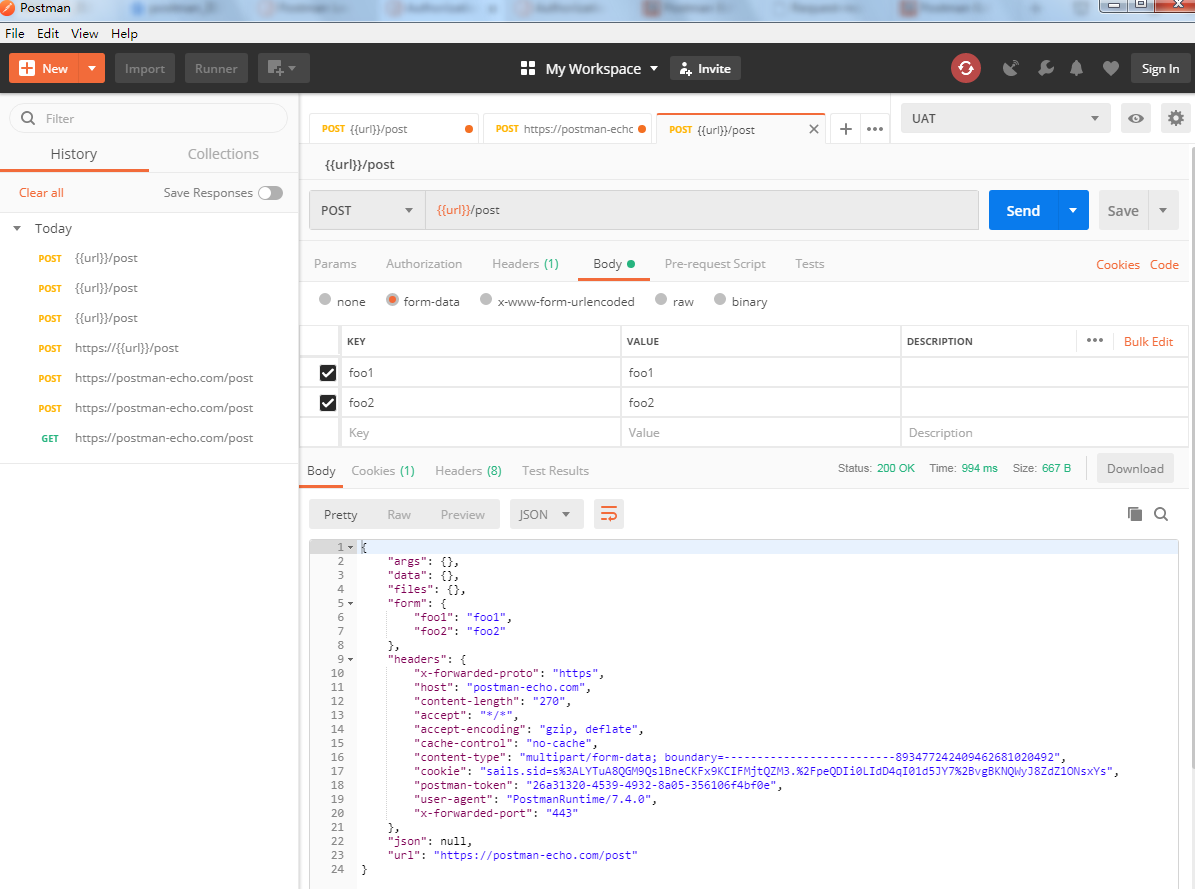 Postman
File Edit View Help
New Import Runner My Workspace Invite Sign In
Filter
History Collections
Clear all Save Responses
Today
POST {{url}}/post
POST {{url}}/post
POST {{url}}/post
POST https://{{url}}/post
POST https://postman-echo.com/post
POST https://postman-echo.com/post
GET https://postman-echo.com/post
POST {{url}}/post POST https://postman-echo POST {{url}}/post UAT
{{url}}/post
POST {{url}}/post Send Save
Params Authorization Headers (1) Body Pre-request Script Tests Cookies Code
none form-data x-www-form-urlencoded raw binary
KEY VALUE DESCRIPTION Bulk Edit
foo1 foo1
foo2 foo2
Key Value Description
Body Cookies (1) Headers (8) Test Results Status: 200 OK Time: 994 ms Size: 667 B Download
Pretty Raw Preview JSON
1 {
2 "args": {},
3 "data": {},
4 "files": {},
5 "form": {
6 "foo1": "foo1",
7 "foo2": "foo2"
8 },
9 "headers": {
10 "x-forwarded-proto": "https",
11 "host": "postman-echo.com",
12 "content-length": "270",
13 "accept": "*/*",
14 "accept-encoding": "gzip, deflate",
15 "cache-control": "no-cache",
16 "content-type": "multipart/form-data; boundary=--------------------------893477242409462681020492",
17 "cookie": "sails.sid=s%3ALYTuA8QGM9QslBneCKFx9KCIFMjtQZM3.%2FpeQDIi0LIdD4qI01d5JY7%2BvgBKNQWyJ8ZdZ1ONsxYs",
18 "postman-token": "26a31320-4539-4932-8a05-356106f4bf0e",
19 "user-agent": "PostmanRuntime/7.4.0",
20 "x-forwarded-port": "443"
21 },
22 "json": null,
23 "url": "https://postman-echo.com/post"
24 }